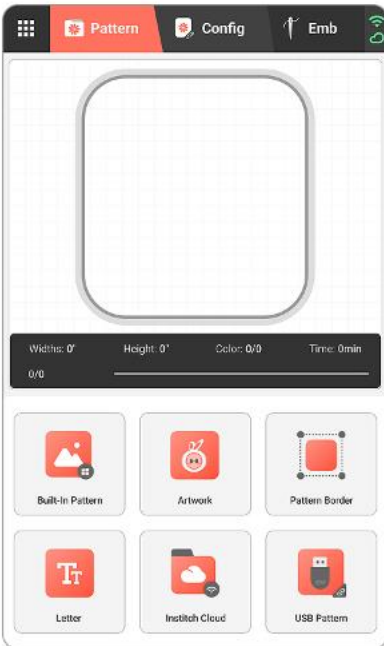 Pattern Config Emb
Widths: 0" Height: 0" Color: 0/0 Time: 0min
0/0
Built-In Pattern Artwork Pattern Border
Letter Institch Cloud USB Pattern